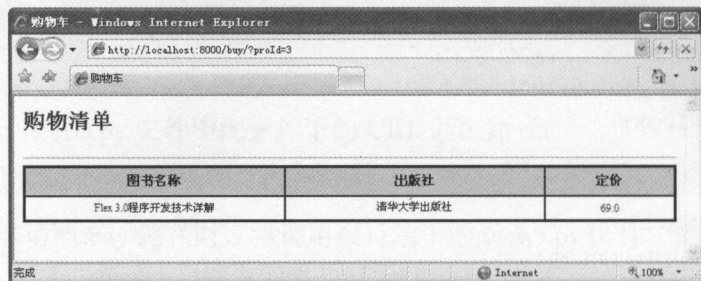 购物车 - Windows Internet Explorer
http://localhost:8000/buy/?proId=3
购物车
购物清单
图书名称 出版社 定价
Flex 3.0程序开发技术详解 清华大学出版社 69.0
完成 Internet 100%